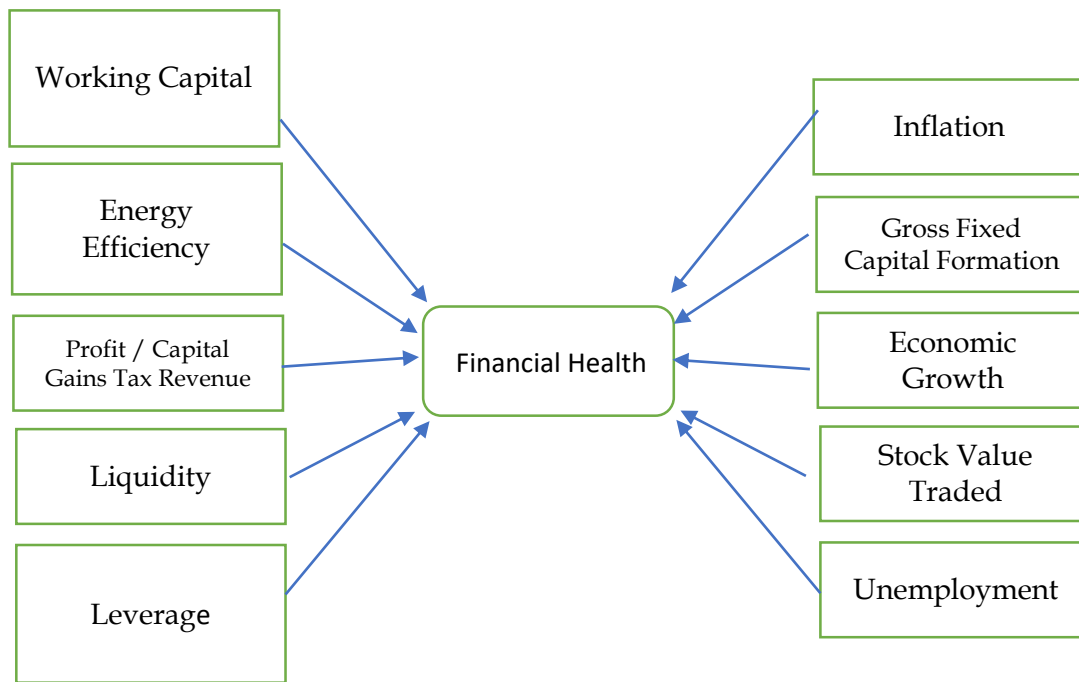 Working Capital
Energy
Efficiency
Profit / Capital
Gains Tax Revenue
Liquidity
Leverage
Financial Health
Inflation
Gross Fixed
Capital Formation
Economic
Growth
Stock Value
Traded
Unemployment